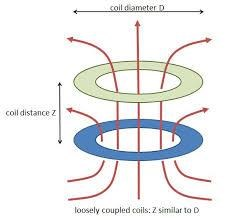 coil diameter D
coil distance Z
loosely coupled coils: Z similar to D